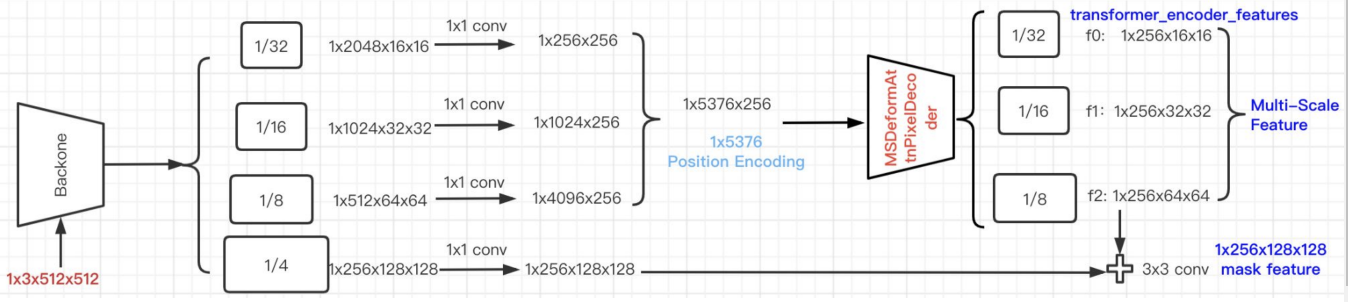 Backone
1x3x512x512
1/32
1x2048x16x16
1x1 conv
1x256x256
1/16
1x1024x32x32
1x1 conv
1x1024x256
1/8
1x512x64x64
1x1 conv
1x4096x256
1/4
1x256x128x128
1x1 conv
1x256x128x128
1x5376x256
1x5376
Position Encoding
MSDeformAt
tnPixelDeco
der
transformer_encoder_features
1/32
f0: 1x256x16x16
1/16
f1: 1x256x32x32
1/8
f2: 1x256x64x64
Multi-Scale
Feature
3x3 conv
1x256x128x128
mask feature